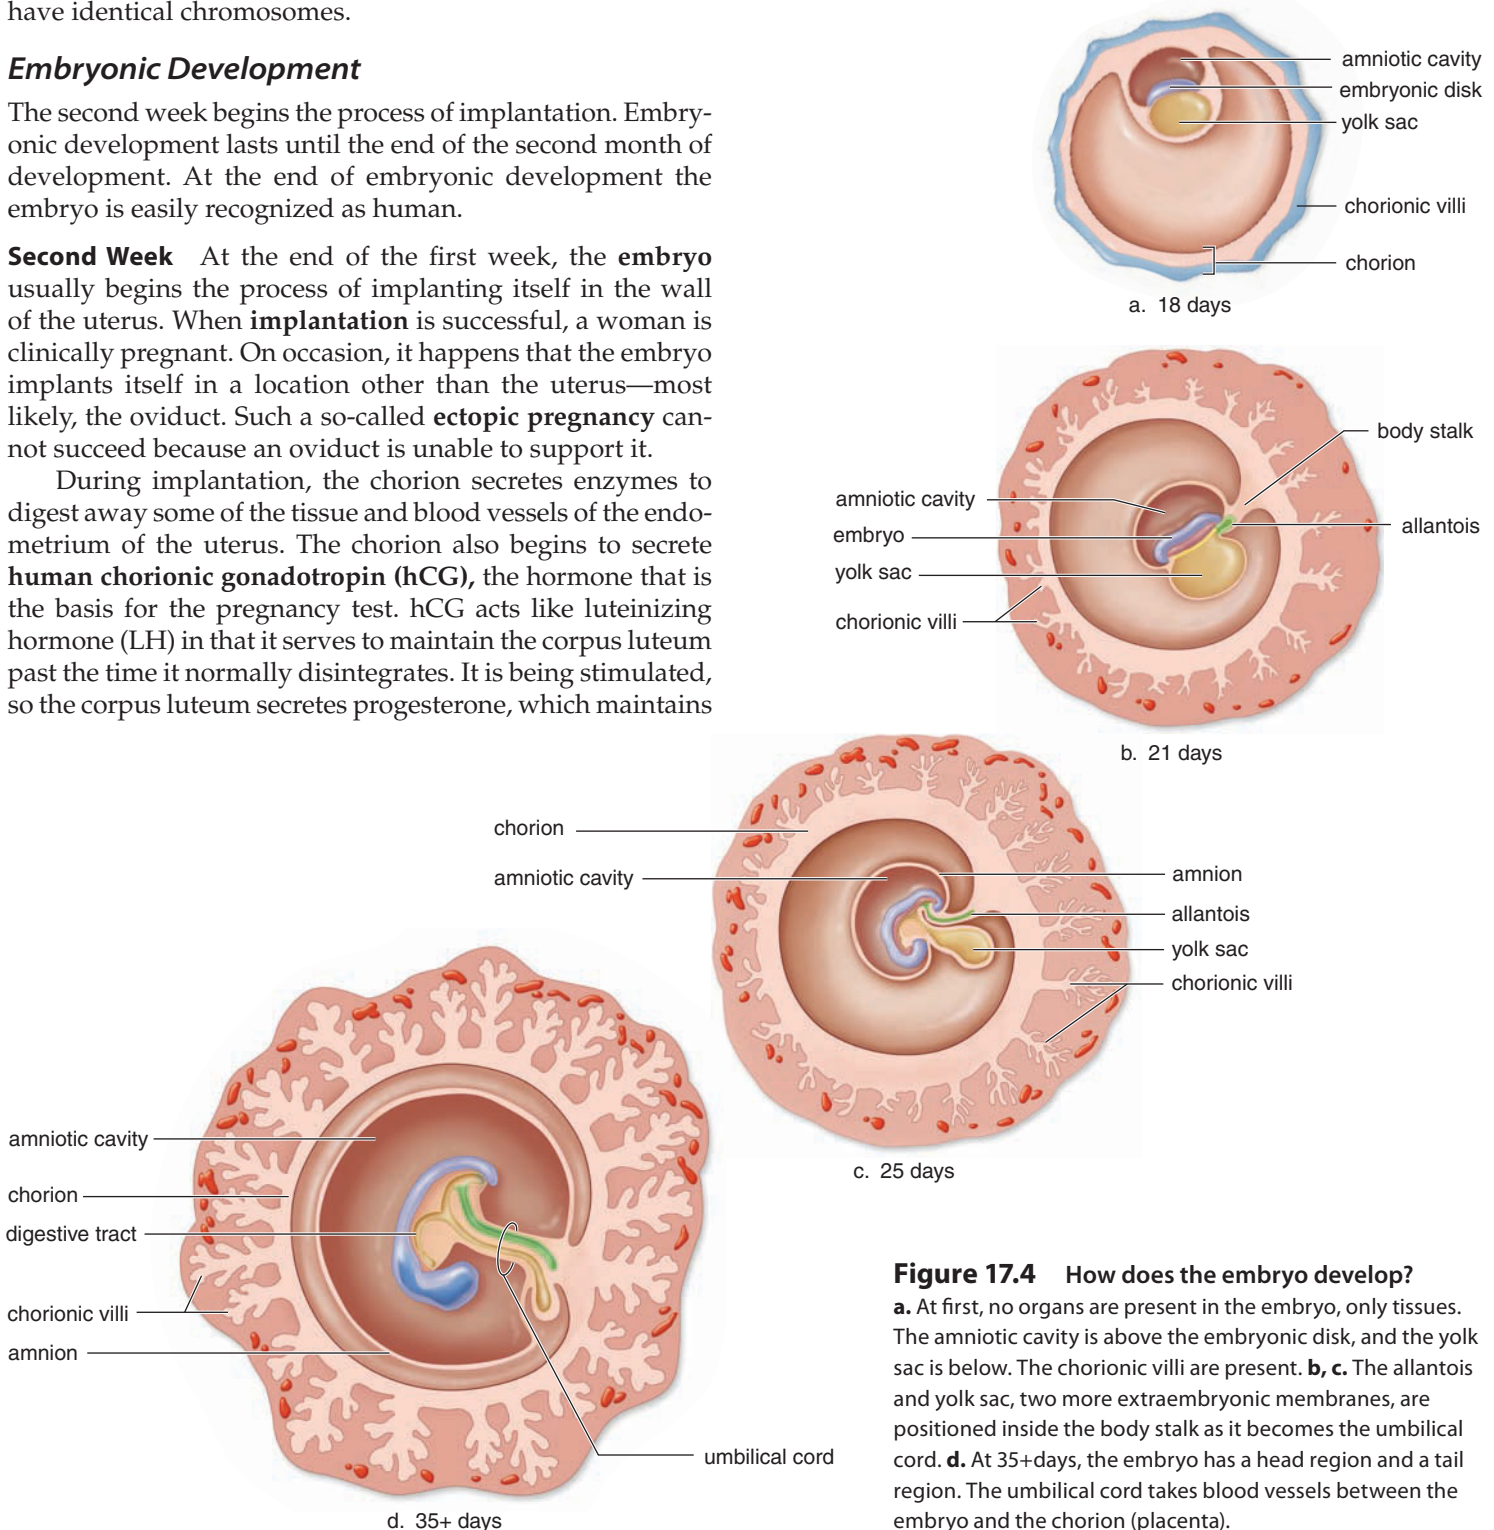 have identical chromosomes.
Embryonic Development
The second week begins the process of implantation. Embry-
onic development lasts until the end of the second month of
development. At the end of embryonic development the
embryo is easily recognized as human.
Second Week At the end of the first week, the embryo
usually begins the process of implanting itself in the wall
of the uterus. When implantation is successful, a woman is
clinically pregnant. On occasion, it happens that the embryo
implants itself in a location other than the uterus—most
likely, the oviduct. Such a so-called ectopic pregnancy can-
not succeed because an oviduct is unable to support it.
During implantation, the chorion secretes enzymes to
digest away some of the tissue and blood vessels of the endo-
metrium of the uterus. The chorion also begins to secrete
human chorionic gonadotropin (hCG), the hormone that is
the basis for the pregnancy test. hCG acts like luteinizing
hormone (LH) in that it serves to maintain the corpus luteum
past the time it normally disintegrates. It is being stimulated,
so the corpus luteum secretes progesterone, which maintains
amniotic cavity
embryonic disk
yolk sac
chorionic villi
chorion
a. 18 days
body stalk
amniotic cavity
allantois
embryo
yolk sac
chorionic villi
b. 21 days
chorion
amniotic cavity
amnion
allantois
yolk sac
chorionic villi
c. 25 days
amniotic cavity
chorion
digestive tract
chorionic villi
amnion
umbilical cord
d. 35+ days
Figure 17.4 How does the embryo develop?
a. At first, no organs are present in the embryo, only tissues.
The amniotic cavity is above the embryonic disk, and the yolk
sac is below. The chorionic villi are present. b, c. The allantois
and yolk sac, two more extraembryonic membranes, are
positioned inside the body stalk as it becomes the umbilical
cord. d. At 35+days, the embryo has a head region and a tail
region. The umbilical cord takes blood vessels between the
embryo and the chorion (placenta).